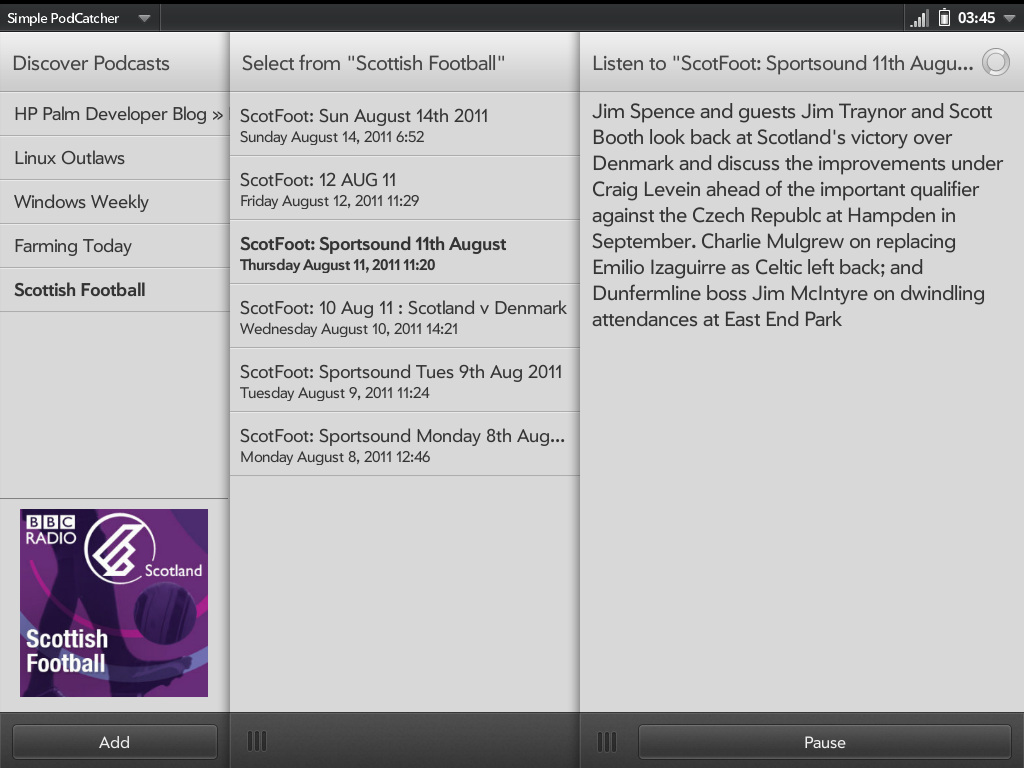 Simple PodCatcher
03:45
Discover Podcasts
HP Palm Developer Blog »
Linux Outlaws
Windows Weekly
Farming Today
Scottish Football
BBC
RADIO
Scotland
Scottish
Football
Add
Select from "Scottish Football"
ScotFoot: Sun August 14th 2011
Sunday August 14, 2011 6:52
ScotFoot: 12 AUG 11
Friday August 12, 2011 11:29
ScotFoot: Sportsound 11th August
Thursday August 11, 2011 11:20
ScotFoot: 10 Aug 11 : Scotland v Denmark
Wednesday August 10, 2011 14:21
ScotFoot: Sportsound Tues 9th Aug 2011
Tuesday August 9, 2011 11:24
ScotFoot: Sportsound Monday 8th Aug...
Monday August 8, 2011 12:46
Listen to "ScotFoot: Sportsound 11th Augu...
Jim Spence and guests Jim Traynor and Scott
Booth look back at Scotland's victory over
Denmark and discuss the improvements under
Craig Levein ahead of the important qualifier
against the Czech Republc at Hampden in
September. Charlie Mulgrew on replacing
Emilio Izaguirre as Celtic left back; and
Dunfermline boss Jim McIntyre on dwindling
attendances at East End Park
Pause